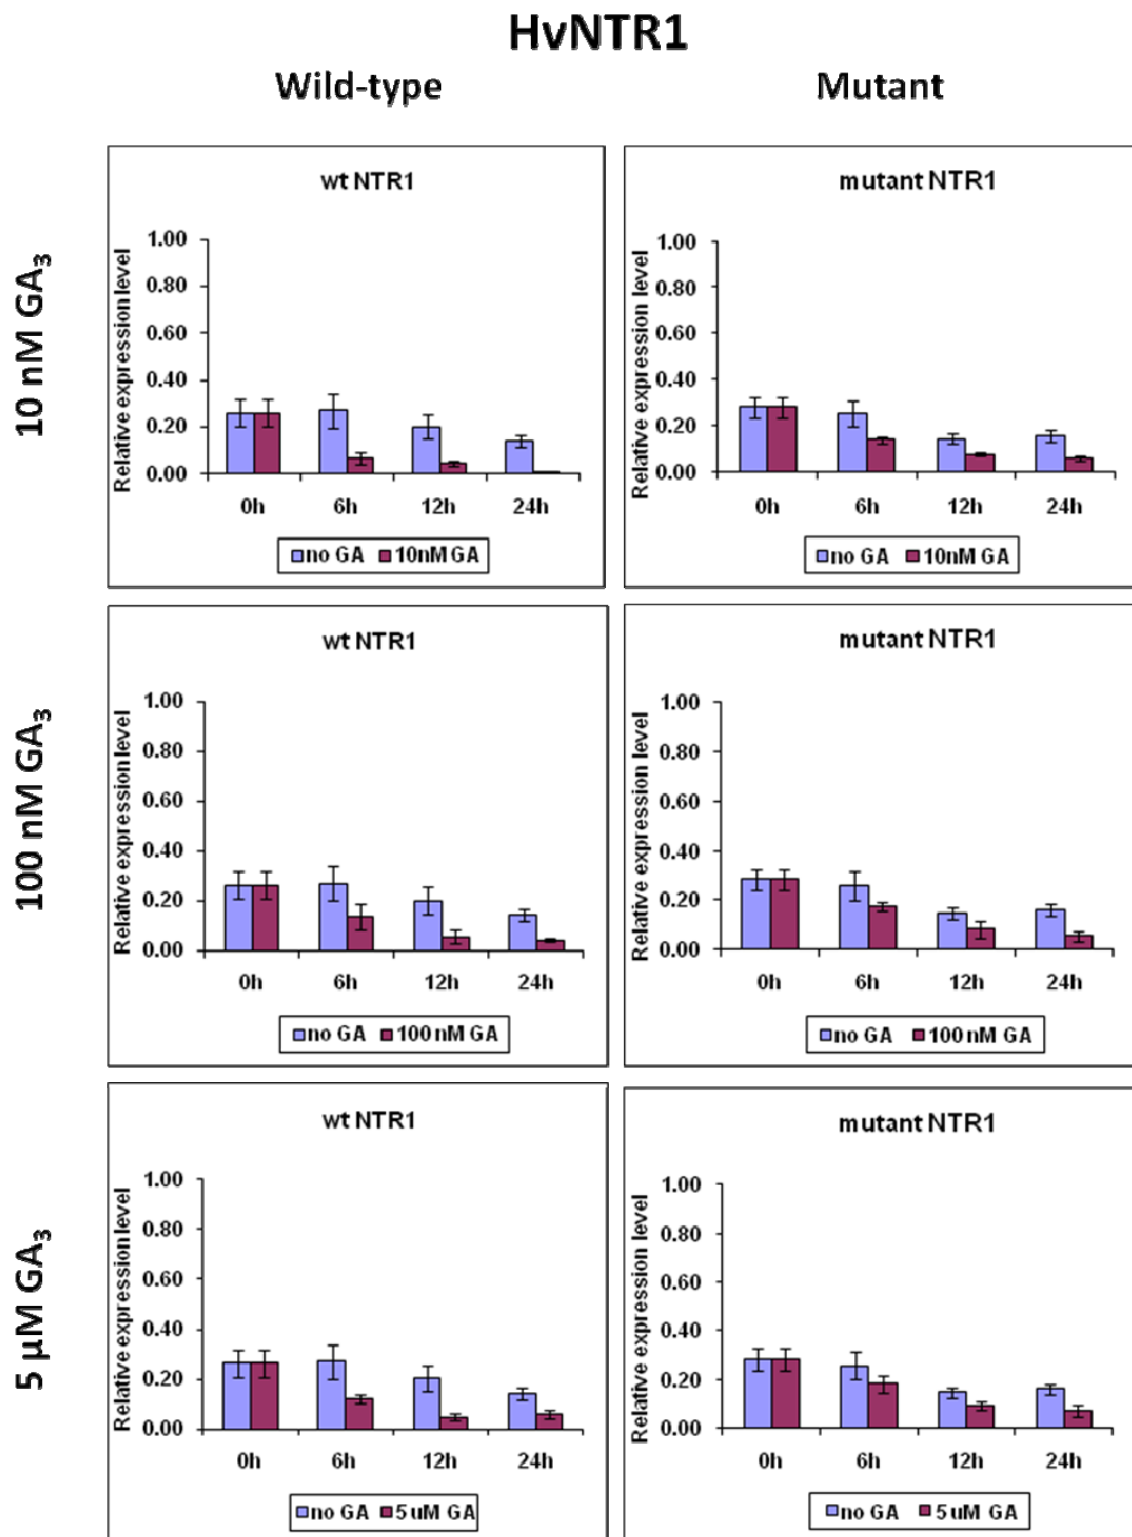 HvNTR1
Wild-type Mutant
10 nM GA3
wt NTR1
Relative expression level
1.00
0.80
0.60
0.40
0.20
0.00
0h 6h 12h 24h
no GA 10nM GA
mutant NTR1
Relative expression level
1.00
0.80
0.60
0.40
0.20
0.00
0h 6h 12h 24h
no GA 10nM GA
100 nM GA3
wt NTR1
Relative expression level
1.00
0.80
0.60
0.40
0.20
0.00
0h 6h 12h 24h
no GA 100 nM GA
mutant NTR1
Relative expression level
1.00
0.80
0.60
0.40
0.20
0.00
0h 6h 12h 24h
no GA 100 nM GA
5 µM GA3
wt NTR1
Relative expression level
1.00
0.80
0.60
0.40
0.20
0.00
0h 6h 12h 24h
no GA 5 uM GA
mutant NTR1
Relative expression level
1.00
0.80
0.60
0.40
0.20
0.00
0h 6h 12h 24h
no GA 5 uM GA